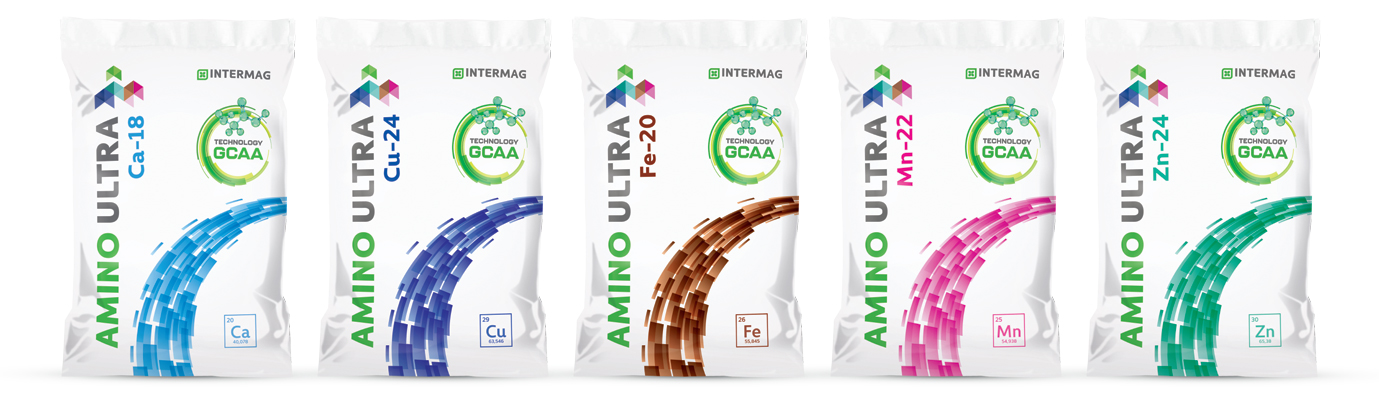 INTERMAG
TECHNOLOGY
GCAA
AMINO ULTRA
Ca-18
20
Ca
40,078
INTERMAG
TECHNOLOGY
GCAA
AMINO ULTRA
Cu-24
29
Cu
63,546
INTERMAG
TECHNOLOGY
GCAA
AMINO ULTRA
Fe-20
26
Fe
55,845
INTERMAG
TECHNOLOGY
GCAA
AMINO ULTRA
Mn-22
25
Mn
54,938
INTERMAG
TECHNOLOGY
GCAA
AMINO ULTRA
Zn-24
30
Zn
65,38